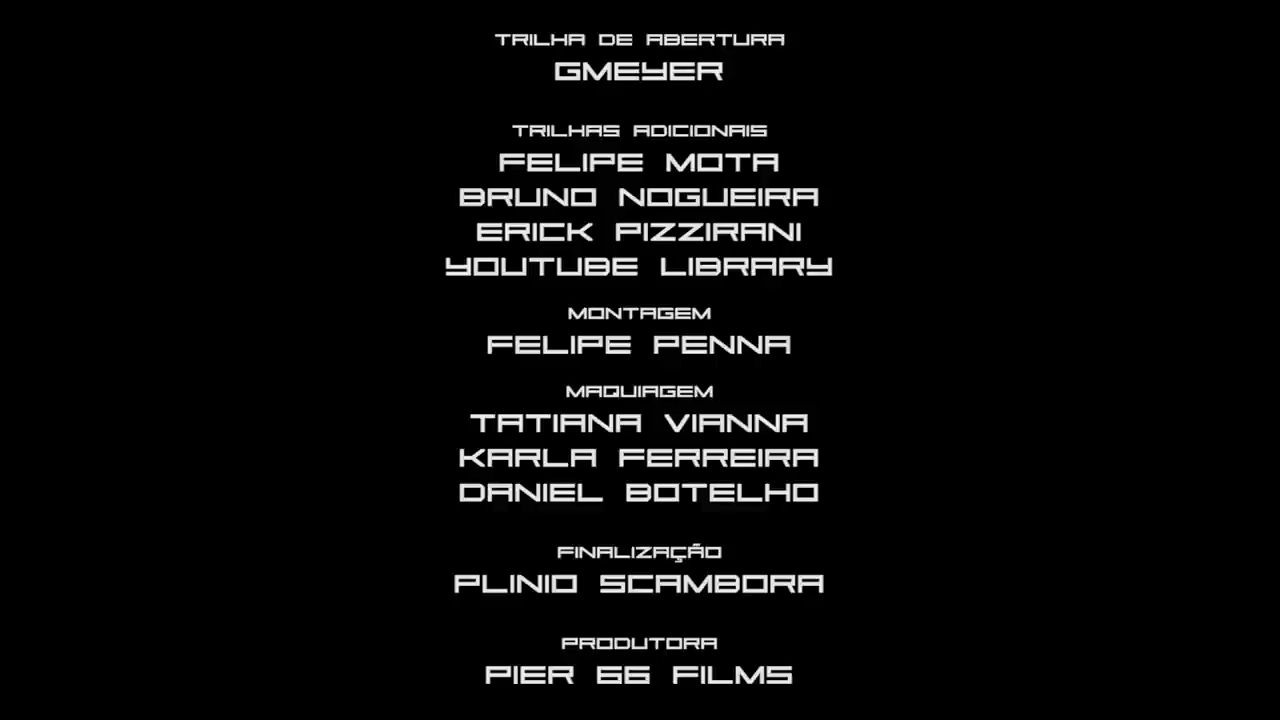 TRILHA DE ABERTURA
GMEYER
TRILHAS ADICIONAIS
FELIPE MOTA
BRUNO NOGUEIRA
ERICK PIZZIRANI
YOUTUBE LIBRARY
MONTAGEM
FELIPE PENNA
MAQUIAGEM
TATIANA VIANNA
KARLA FERREIRA
DANIEL BOTELHO
FINALIZAÇÃO
PLINIO SCAMBORA
PRODUTORA
PIER 66 FILMS